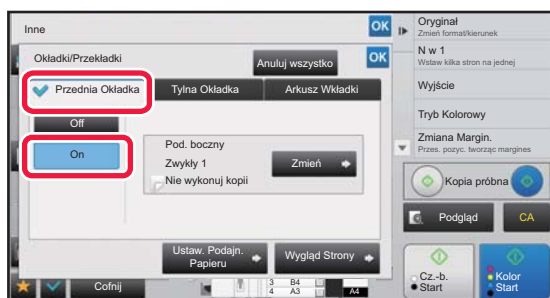 Inne
OK
Okładki/Przekładki
Anuluj wszystko
OK
Przednia Okładka
Tylna Okładka
Arkusz Wkładki
Off
On
Pod. boczny
Zwykły 1
Nie wykonuj kopii
Zmień
Ustaw. Podajn.
Papieru
Wygląd Strony
Cofnij
3 B4
4 A3
A4
Oryginał
Zmień format/kierunek
N w 1
Wstaw kilka stron na jednej
Wyjście
Tryb Kolorowy
Zmiana Margin.
Przes. pozyc. tworząc margines
Kopia próbna
Podgląd
CA
Cz.-b.
Start
Kolor
Start